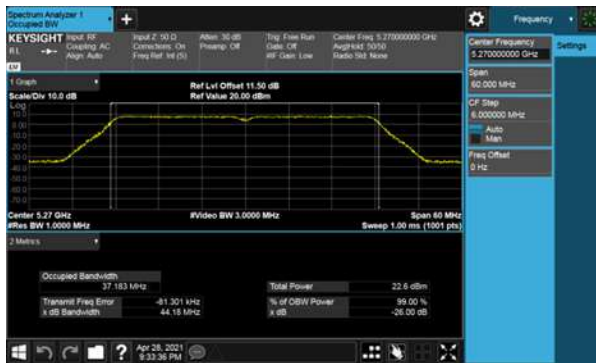 Spectrum Analyzer 1
Occupied BW
+
Frequency
KEYSIGHT
Input: RF
Coupling: AC
Align: Auto
Input Z: 50 Ω
Corrections: On
Freq Ref: Int (S)
Atten: 30 dB
Preamp: Off
Trig: Free Run
Gate: Off
#IF Gain: Low
Center Freq: 5.270000000 GHz
Avg|Hold: 50/50
Radio Std: None
RL
Center Frequency
5.270000000 GHz
Settings
Span
60.000 MHz
CF Step
6.000000 MHz
Auto
Man
Freq Offset
0 Hz
1 Graph
Scale/Div 10.0 dB
Ref Lvl Offset 11.50 dB
Ref Value 20.00 dBm
Log
10.0
0.00
-10.0
-20.0
-30.0
-40.0
-50.0
-60.0
-70.0
Center 5.27 GHz
#Video BW 3.0000 MHz
Span 60 MHz
#Res BW 1.0000 MHz
Sweep 1.00 ms (1001 pts)
2 Metrics
Occupied Bandwidth
37.183 MHz
Total Power
22.6 dBm
Transmit Freq Error
-81.301 kHz
% of OBW Power
99.00 %
x dB Bandwidth
44.18 MHz
x dB
-26.00 dB
?
Apr 28, 2021
9:33:36 PM